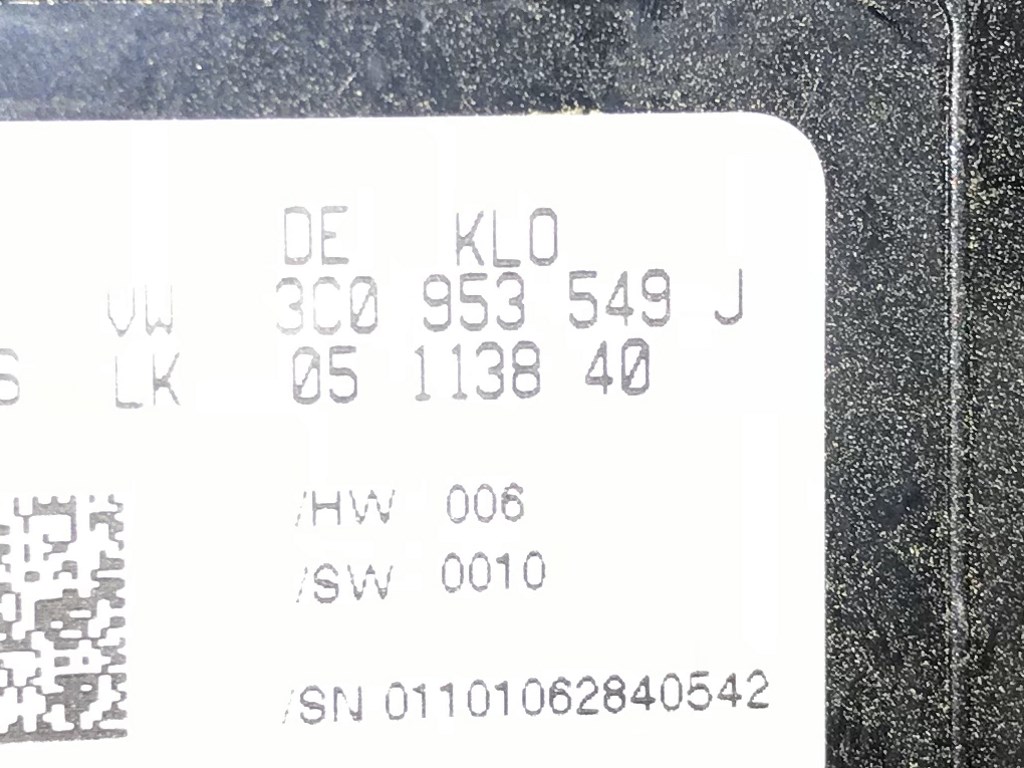 DE KLO
VW 3C0 953 549 J
S LK 05 1138 40
/HW 006
/SW 0010
/SN 01101062840542